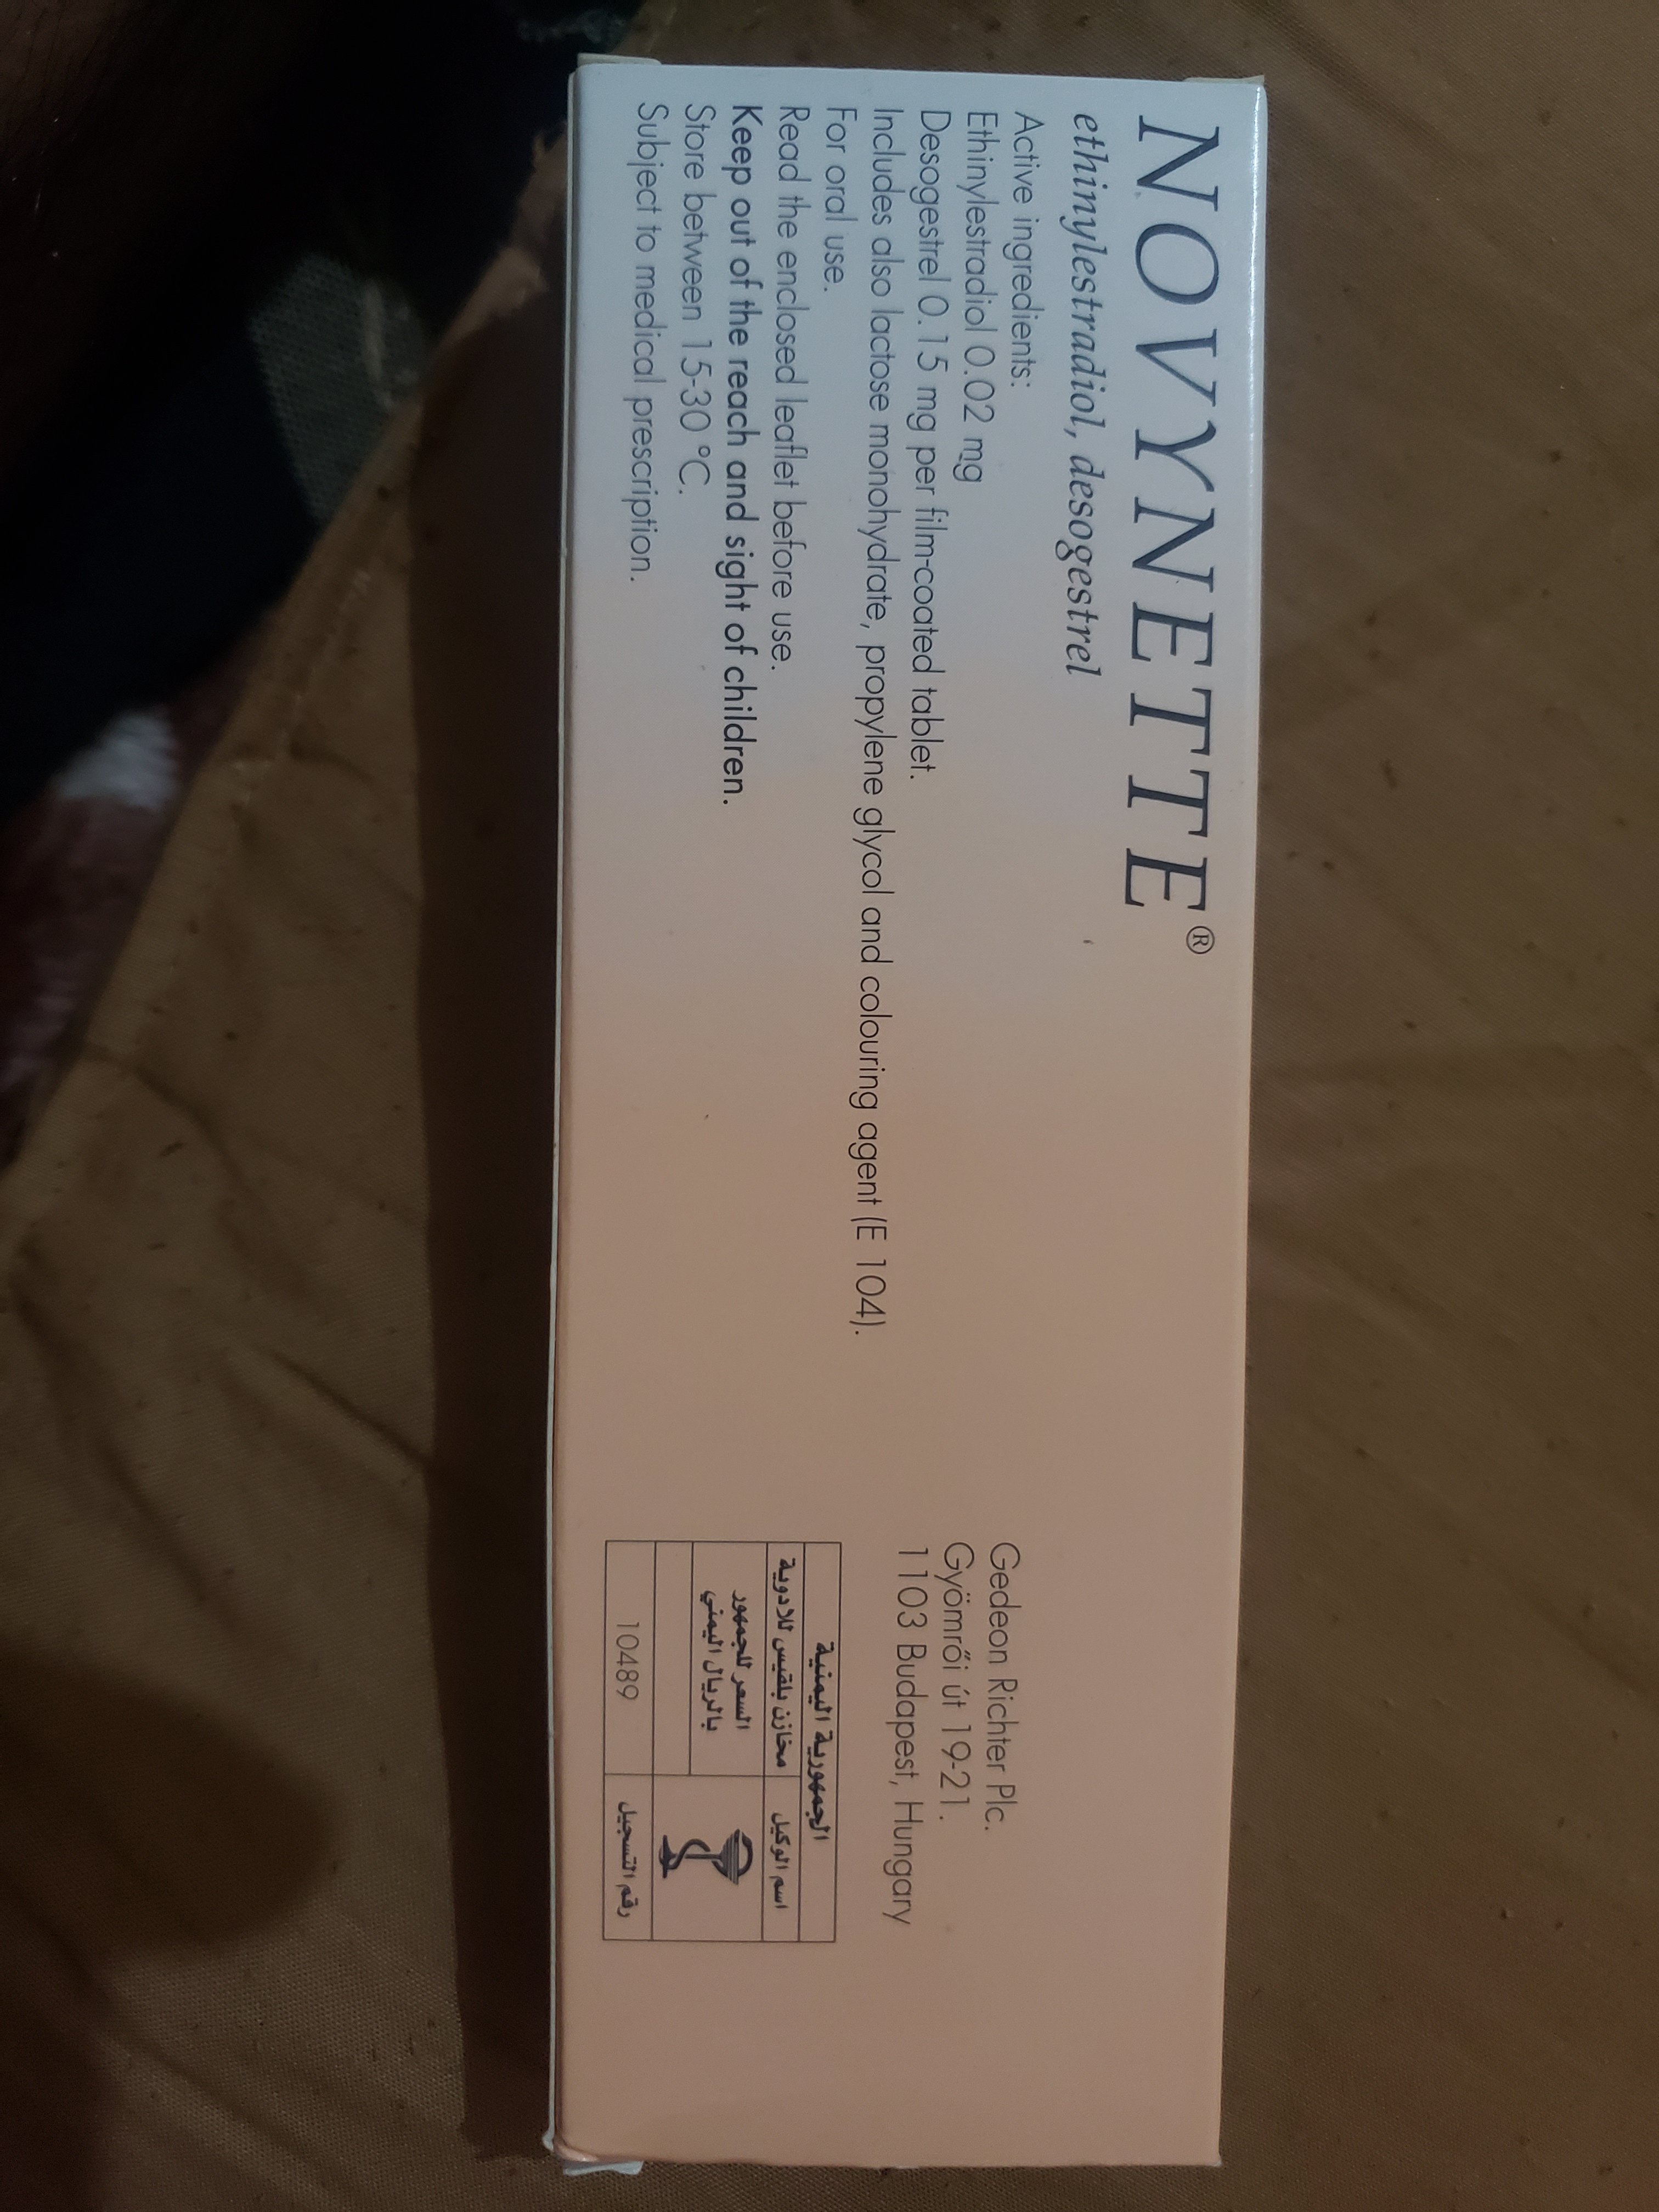 NOVYNETTE®
ethinylestradiol, desogestrel
Active ingredients:
Ethinylestradiol 0.02 mg
Desogestrel 0.15 mg per film-coated tablet.
Includes also lactose monohydrate, propylene glycol and colouring agent (E 104).
For oral use.
Read the enclosed leaflet before use.
Keep out of the reach and sight of children.
Store between 15-30 °C.
Subject to medical prescription.
Gedeon Richter Plc.
Gyömrői út 19-21.
1103 Budapest, Hungary
الجمهورية اليمنية
اسم الوكيل مخازن بلقيس للادوية
السعر للجمهور
بالريال اليمني
رقم التسجيل 10489